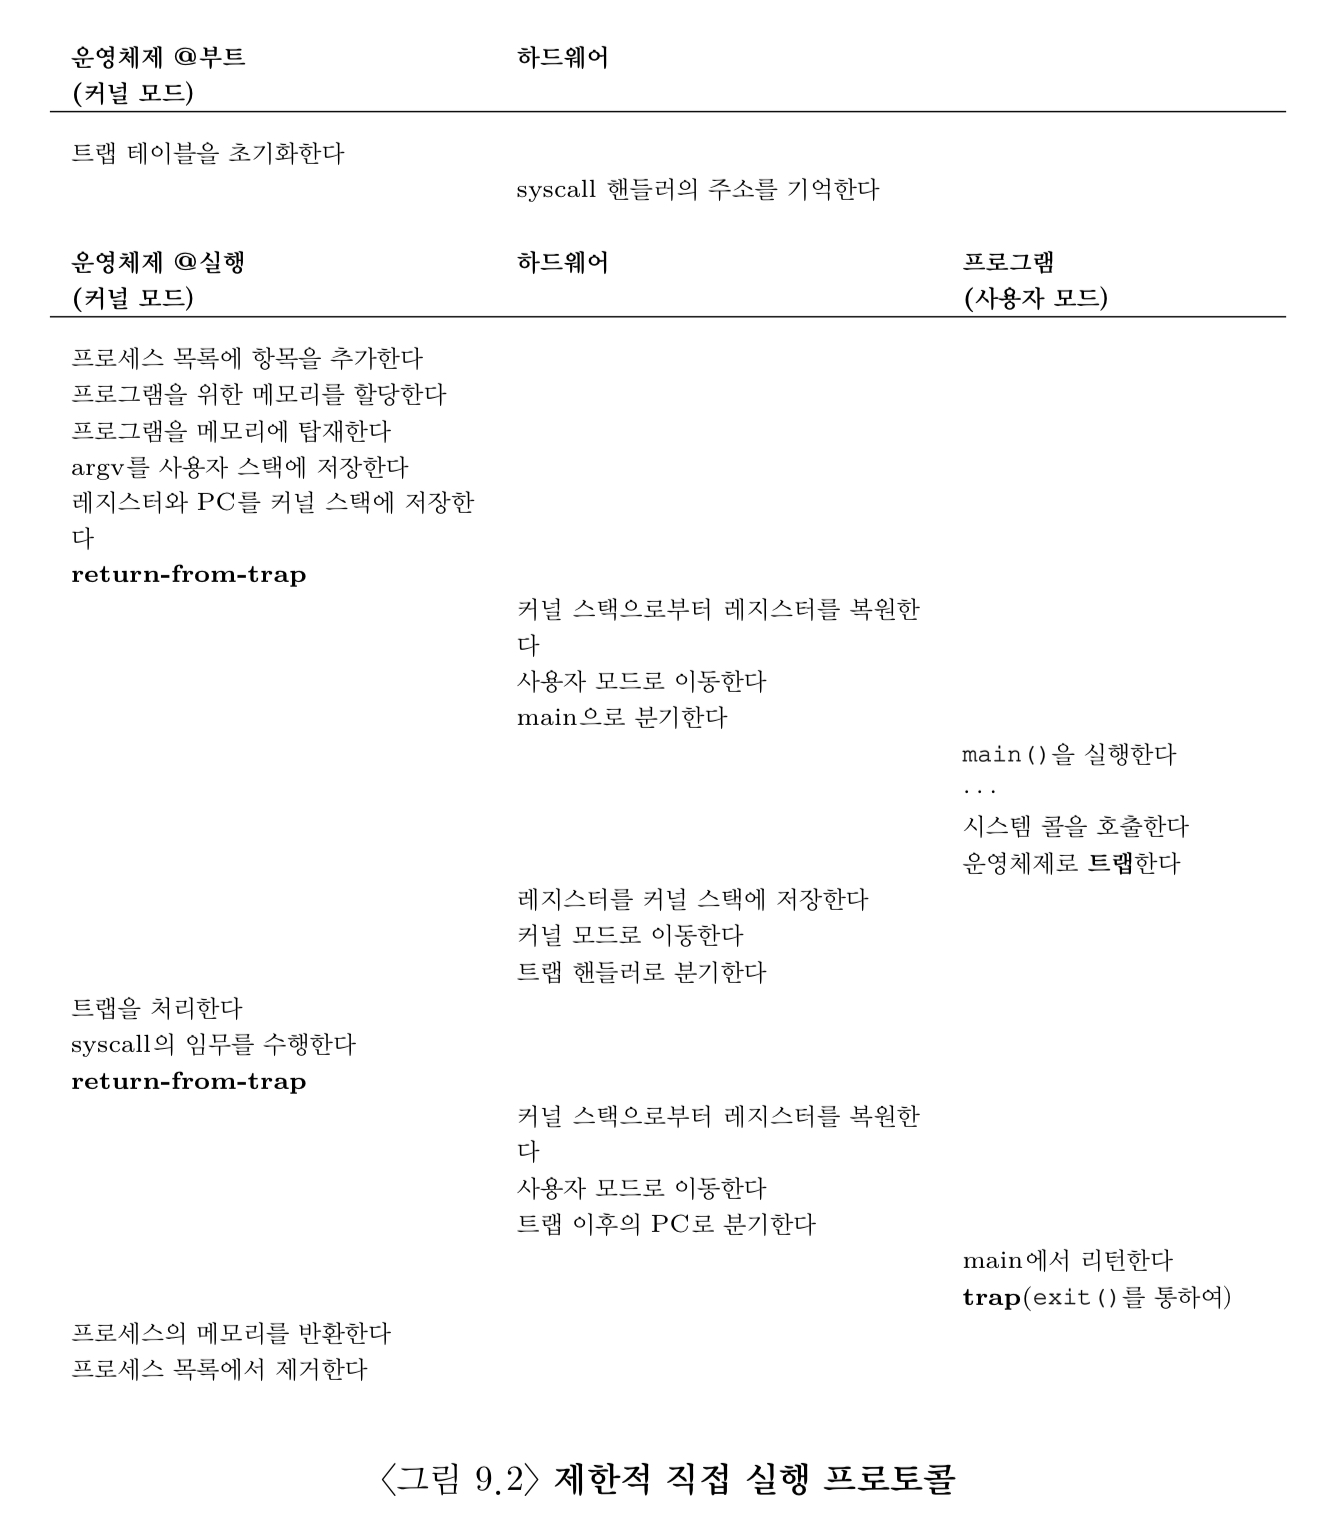 운영체제 @부트 하드웨어
(커널 모드)
트랩 테이블을 초기화한다
syscall 핸들러의 주소를 기억한다
운영체제 @실행 하드웨어 프로그램
(커널 모드) (사용자 모드)
프로세스 목록에 항목을 추가한다
프로그램을 위한 메모리를 할당한다
프로그램을 메모리에 탑재한다
argv를 사용자 스택에 저장한다
레지스터와 PC를 커널 스택에 저장한
다
return-from-trap
커널 스택으로부터 레지스터를 복원한
다
사용자 모드로 이동한다
main으로 분기한다
main()을 실행한다
...
시스템 콜을 호출한다
운영체제로 트랩한다
레지스터를 커널 스택에 저장한다
커널 모드로 이동한다
트랩 핸들러로 분기한다
트랩을 처리한다
syscall의 임무를 수행한다
return-from-trap
커널 스택으로부터 레지스터를 복원한
다
사용자 모드로 이동한다
트랩 이후의 PC로 분기한다
main에서 리턴한다
trap(exit()를 통하여)
프로세스의 메모리를 반환한다
프로세스 목록에서 제거한다
〈그림 9.2〉 제한적 직접 실행 프로토콜